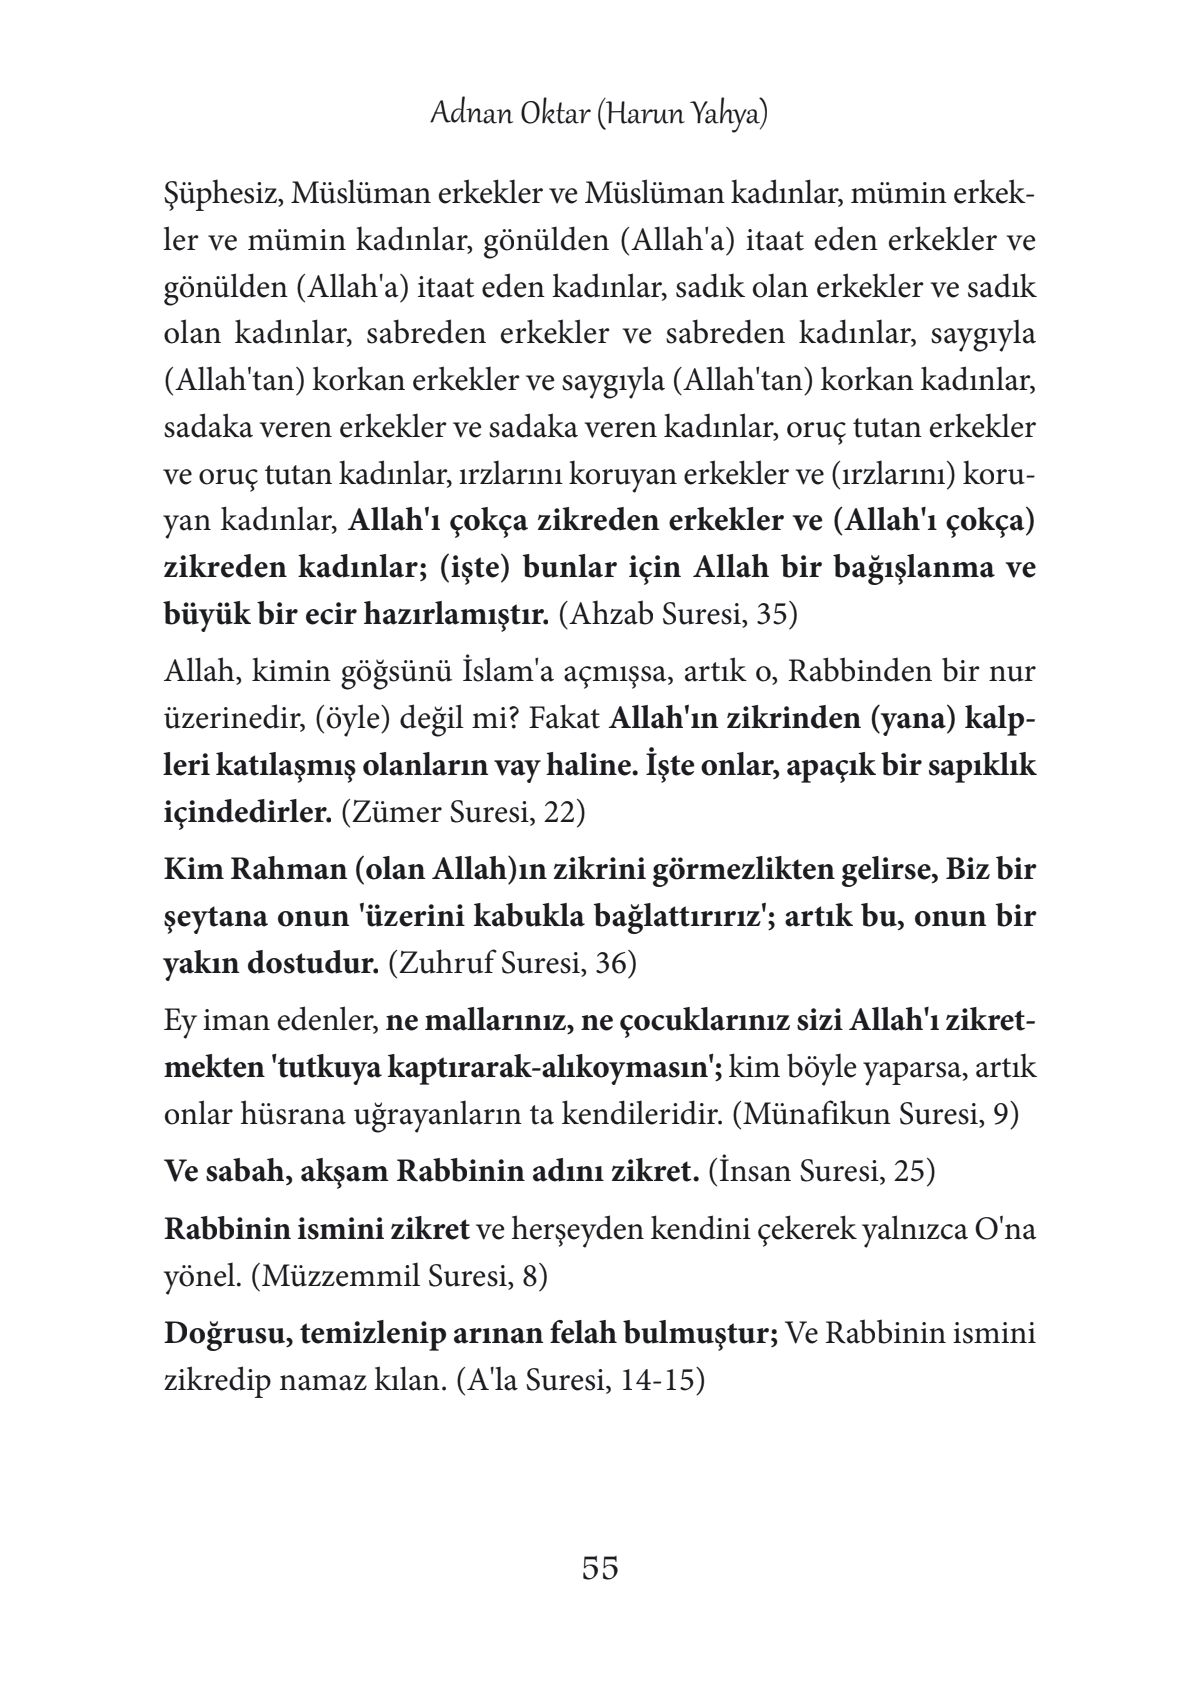 Adnan Oktar (Harun Yahya)
Şüphesiz, Müslüman erkekler ve Müslüman kadınlar, mümin erkek-
ler ve mümin kadınlar, gönülden (Allah'a) itaat eden erkekler ve
gönülden (Allah'a) itaat eden kadınlar, sadık olan erkekler ve sadık
olan kadınlar, sabreden erkekler ve sabreden kadınlar, saygıyla
(Allah'tan) korkan erkekler ve saygıyla (Allah'tan) korkan kadınlar,
sadaka veren erkekler ve sadaka veren kadınlar, oruç tutan erkekler
ve oruç tutan kadınlar, ırzlarını koruyan erkekler ve (ırzlarını) koru-
yan kadınlar, Allah'ı çokça zikreden erkekler ve (Allah'ı çokça)
zikreden kadınlar; (işte) bunlar için Allah bir bağışlanma ve
büyük bir ecir hazırlamıştır. (Ahzab Suresi, 35)
Allah, kimin göğsünü İslam'a açmışsa, artık o, Rabbinden bir nur
üzerinedir, (öyle) değil mi? Fakat Allah'ın zikrinden (yana) kalp-
leri katılaşmış olanların vay haline. İşte onlar, apaçık bir sapıklık
içindedirler. (Zümer Suresi, 22)
Kim Rahman (olan Allah)ın zikrini görmezlikten gelirse, Biz bir
şeytana onun 'üzerini kabukla bağlattırırız'; artık bu, onun bir
yakın dostudur. (Zuhruf Suresi, 36)
Ey iman edenler, ne mallarınız, ne çocuklarınız sizi Allah'ı zikret-
mekten 'tutkuya kaptırarak-alıkoymasın'; kim böyle yaparsa, artık
onlar hüsrana uğrayanların ta kendileridir. (Münafikun Suresi, 9)
Ve sabah, akşam Rabbinin adını zikret. (İnsan Suresi, 25)
Rabbinin ismini zikret ve herşeyden kendini çekerek yalnızca O'na
yönel. (Müzzemmil Suresi, 8)
Doğrusu, temizlenip arınan felah bulmuştur; Ve Rabbinin ismini
zikredip namaz kılan. (A'la Suresi, 14-15)
55